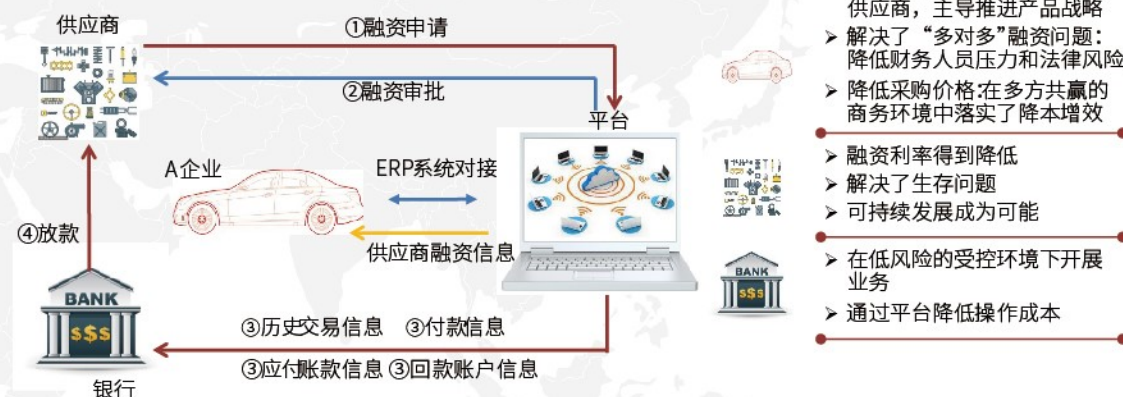 供应商
①融资申请
②融资审批
平台
A企业
ERP系统对接
供应商融资信息
④放款
BANK
$$$
③历史交易信息 ③付款信息
③应付账款信息 ③回款账户信息
银行
供应商，主导推进产品战略
➢ 解决了“多对多”融资问题：
降低财务人员压力和法律风险
➢ 降低采购价格:在多方共赢的
商务环境中落实了降本增效
➢ 融资利率得到降低
➢ 解决了生存问题
➢ 可持续发展成为可能
BANK
$$$
➢ 在低风险的受控环境下开展
业务
➢ 通过平台降低操作成本